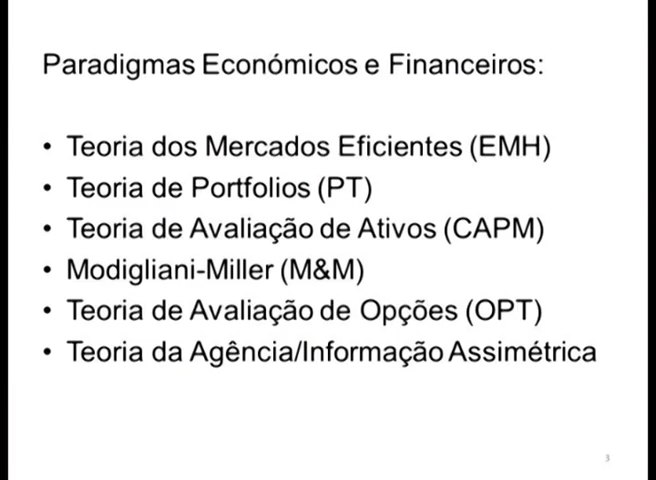 Paradigmas Económicos e Financeiros:
• Teoria dos Mercados Eficientes (EMH)
• Teoria de Portfolios (PT)
• Teoria de Avaliação de Ativos (CAPM)
• Modigliani-Miller (M&M)
• Teoria de Avaliação de Opções (OPT)
• Teoria da Agência/Informação Assimétrica
3